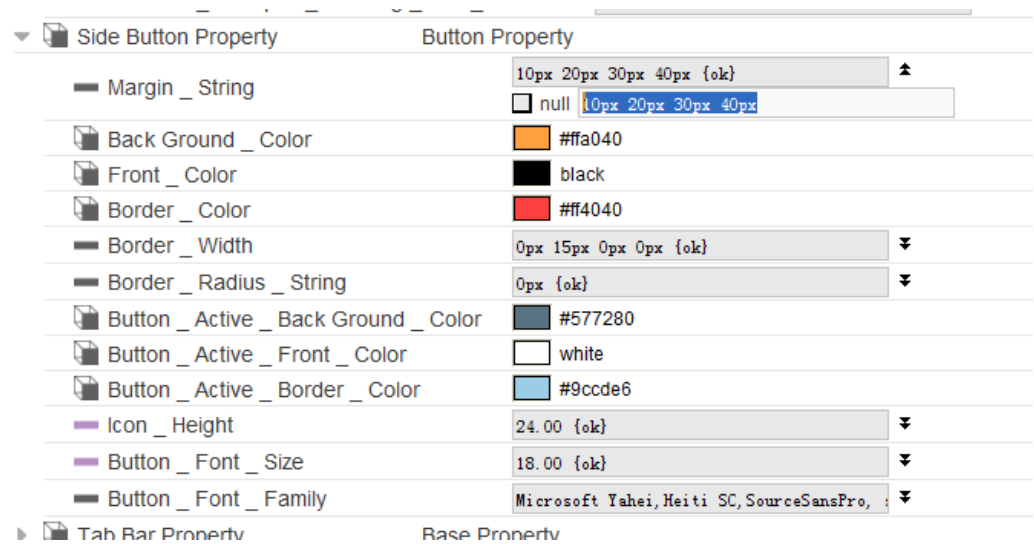 Side Button Property Button Property
Margin _ String 10px 20px 30px 40px {ok}
null 10px 20px 30px 40px
Back Ground _ Color #ffa040
Front _ Color black
Border _ Color #ff4040
Border _ Width 0px 15px 0px 0px {ok}
Border _ Radius _ String 0px {ok}
Button _ Active _ Back Ground _ Color #577280
Button _ Active _ Front _ Color white
Button _ Active _ Border _ Color #9ccde6
Icon _ Height 24.00 {ok}
Button _ Font _ Size 18.00 {ok}
Button _ Font _ Family Microsoft Yahei,Heiti SC,SourceSansPro,
Tab Bar Property Base Property